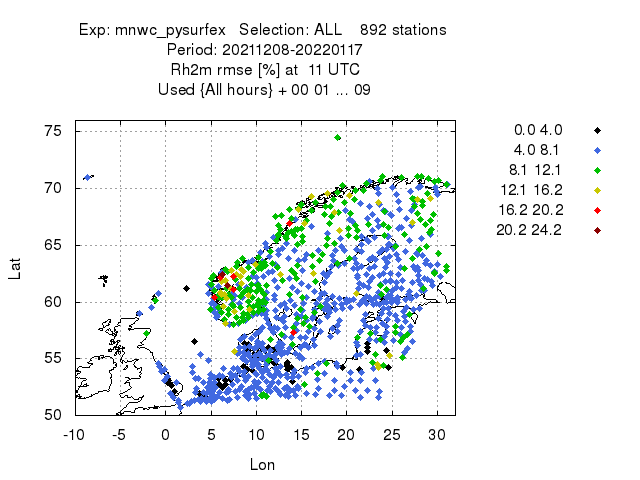 Exp: mnwc_pysurfex   Selection: ALL    892 stations
Period: 20211208-20220117
Rh2m rmse [%] at  11 UTC
Used {All hours} + 00 01 ... 09
0.0 4.0
4.0 8.1
8.1 12.1
12.1 16.2
16.2 20.2
20.2 24.2
75
70
65
60
55
50
Lat
-10 -5 0 5 10 15 20 25 30
Lon